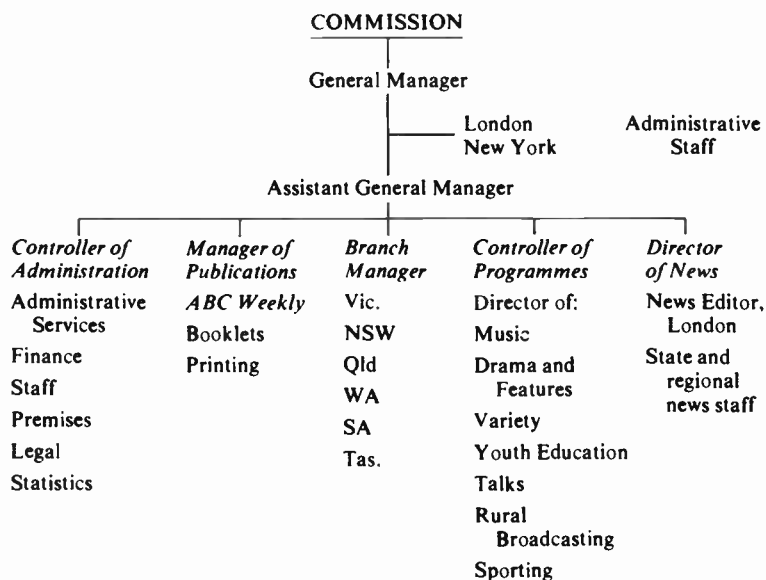 COMMISSION
General Manager
London
New York
Administrative
Staff
Assistant General Manager
Controller of
Administration
Administrative
Services
Finance
Staff
Premises
Legal
Statistics
Manager of
Publications
ABC Weekly
Booklets
Printing
Branch
Manager
Vic.
NSW
Qld
WA
SA
Tas.
Controller of
Programmes
Director of:
Music
Drama and
Features
Variety
Youth Education
Talks
Rural
Broadcasting
Sporting
Director
of News
News Editor,
London
State and
regional
news staff